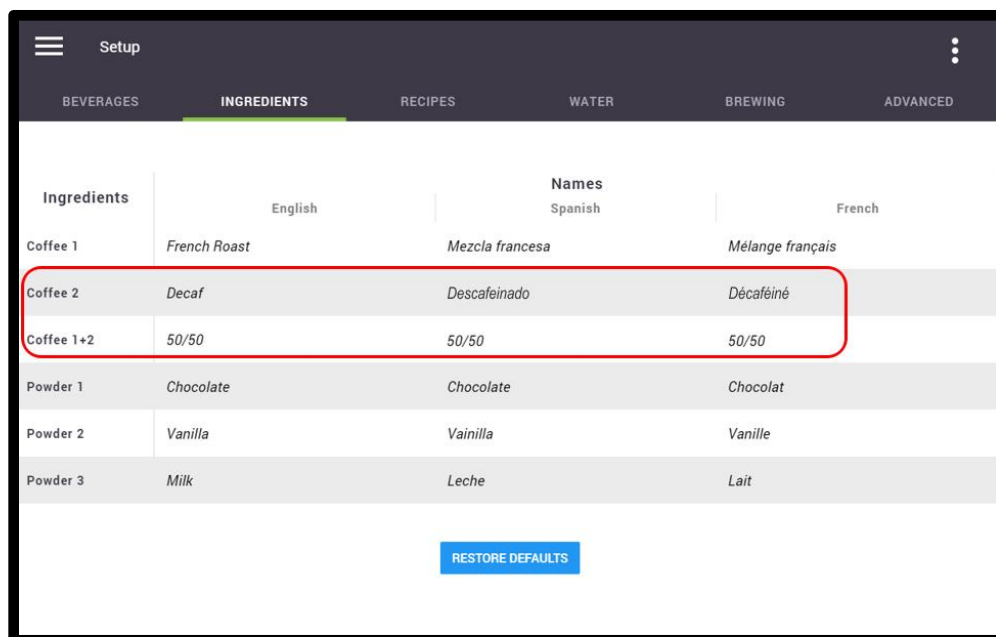 Setup
BEVERAGES INGREDIENTS RECIPES WATER BREWING ADVANCED
Names
Ingredients English Spanish French
Coffee 1 French Roast Mezcla francesa Mélange français
Coffee 2 Decaf Descafeinado Décaféiné
Coffee 1+2 50/50 50/50 50/50
Powder 1 Chocolate Chocolate Chocolat
Powder 2 Vanilla Vainilla Vanille
Powder 3 Milk Leche Lait
RESTORE DEFAULTS